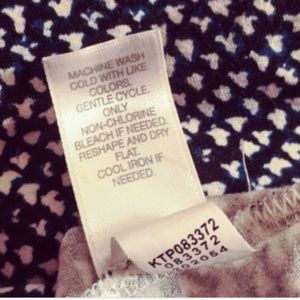 MACHINE WASH
COLD WITH LIKE
COLORS.
GENTLE CYCLE.
ONLY
NON-CHLORINE
BLEACH IF NEEDED.
RESHAPE AND DRY
FLAT.
COOL IRON IF
NEEDED.
KTP083372
083372